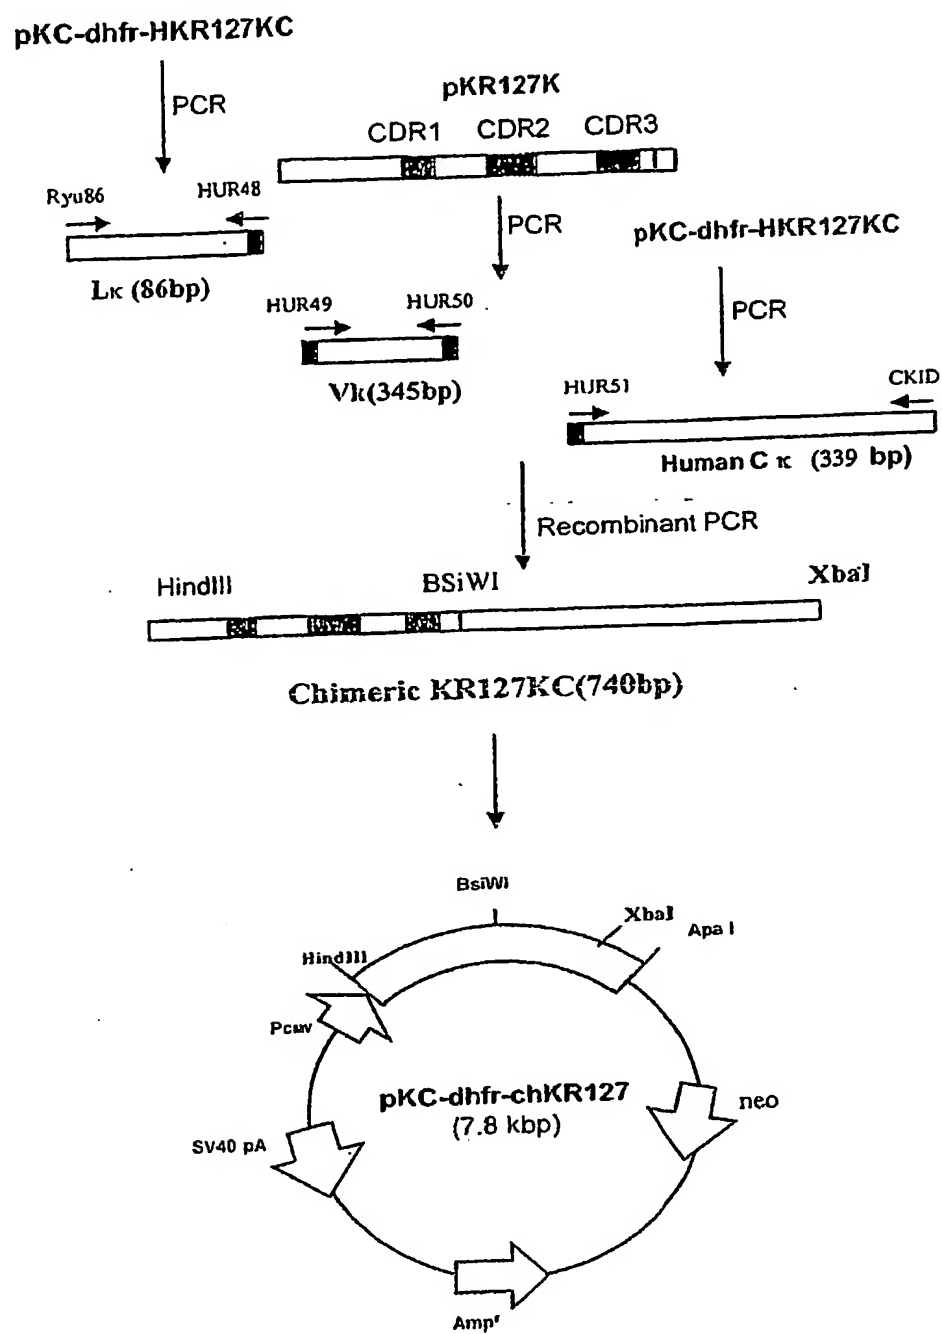 pKC-dhfr-HKR127KC
PCR
pKR127K
CDR1 CDR2 CDR3
Ryu86 HUR48
Lκ (86bp)
PCR
pKC-dhfr-HKR127KC
PCR
HUR49 HUR50
Vk(345bp)
HUR51 CKID
Human C κ (339 bp)
Recombinant PCR
HindIII BSiWI XbaI
Chimeric KR127KC(740bp)
BsiWI
XbaI
Apa I
HindIII
Pcmv
pKC-dhfr-chKR127
(7.8 kbp)
neo
SV40 pA
Ampʳ